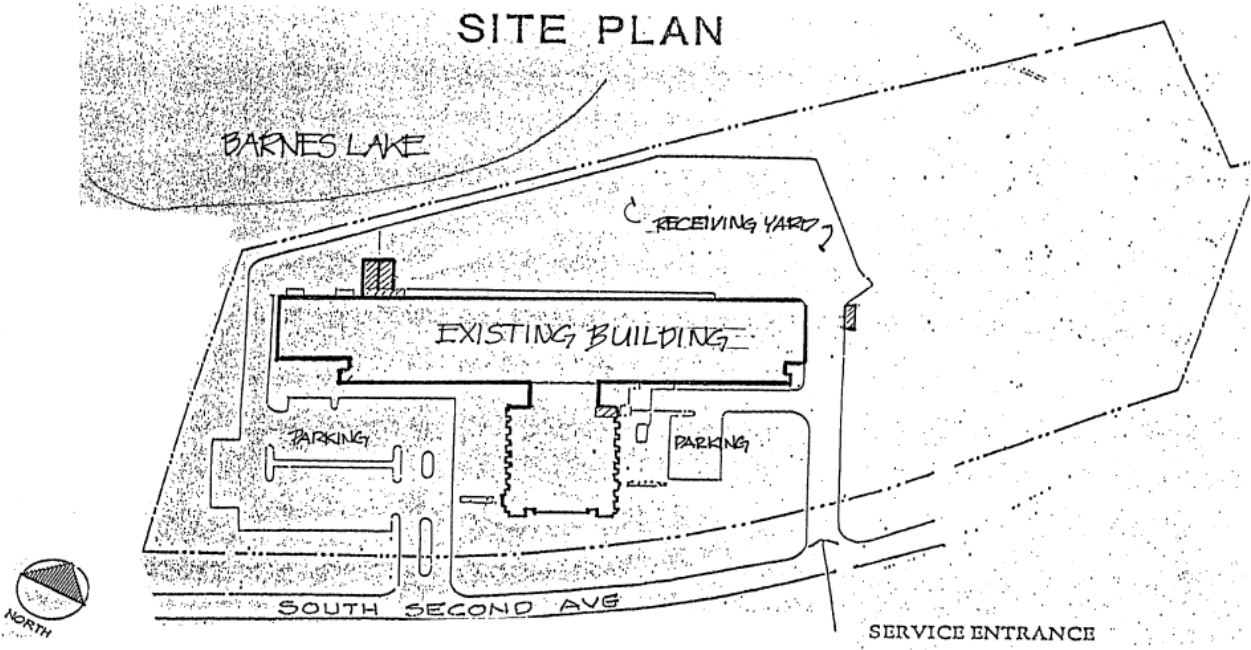 SITE PLAN
BARNES LAKE
RECEIVING YARD
EXISTING BUILDING
PARKING
PARKING
NORTH
SOUTH SECOND AVE
SERVICE ENTRANCE